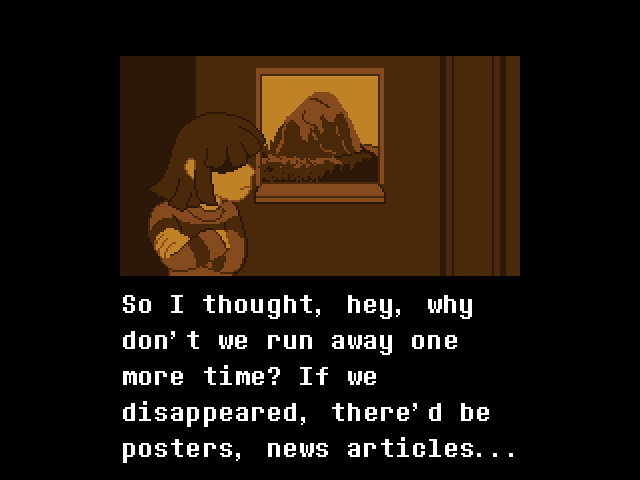 So I thought, hey, why
don't we run away one
more time? If we
disappeared, there'd be
posters, news articles...